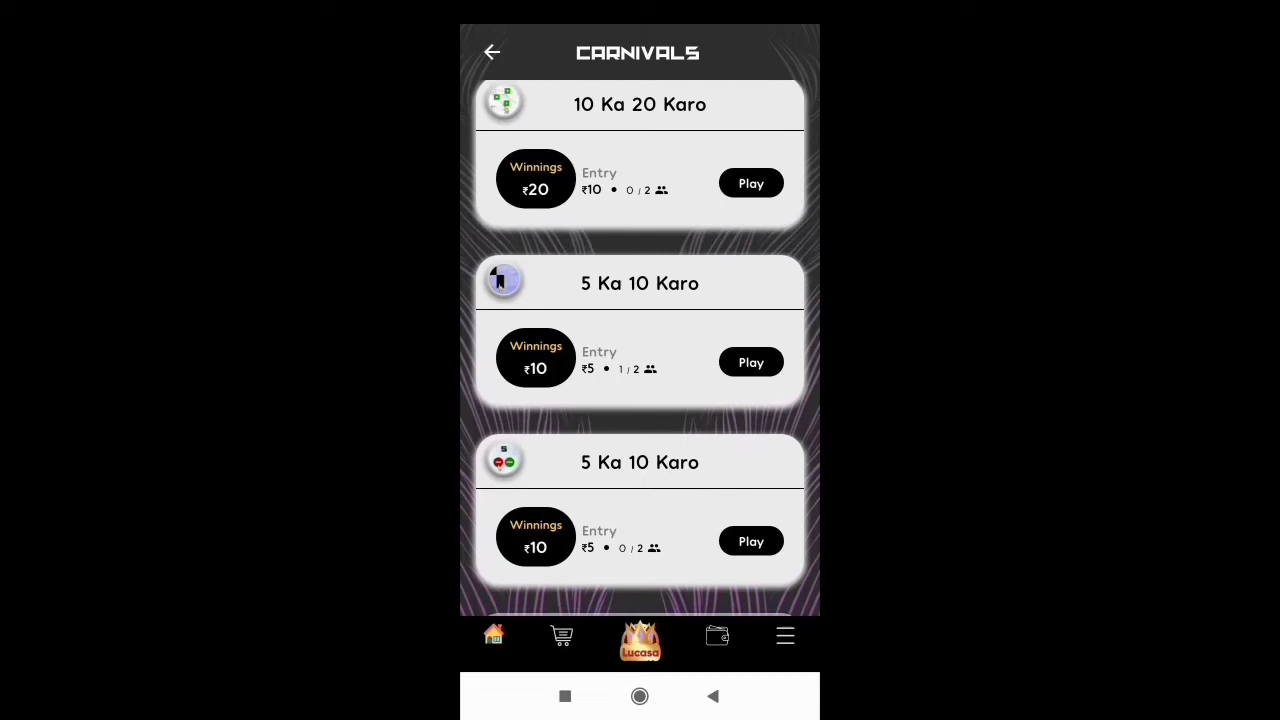 CARNIVALS
10 Ka 20 Karo
Winnings
₹20
Entry
₹10 • 0 / 2
Play
5 Ka 10 Karo
Winnings
₹10
Entry
₹5 • 1 / 2
Play
S
5 Ka 10 Karo
Winnings
₹10
Entry
₹5 • 0 / 2
Play
Lucasa